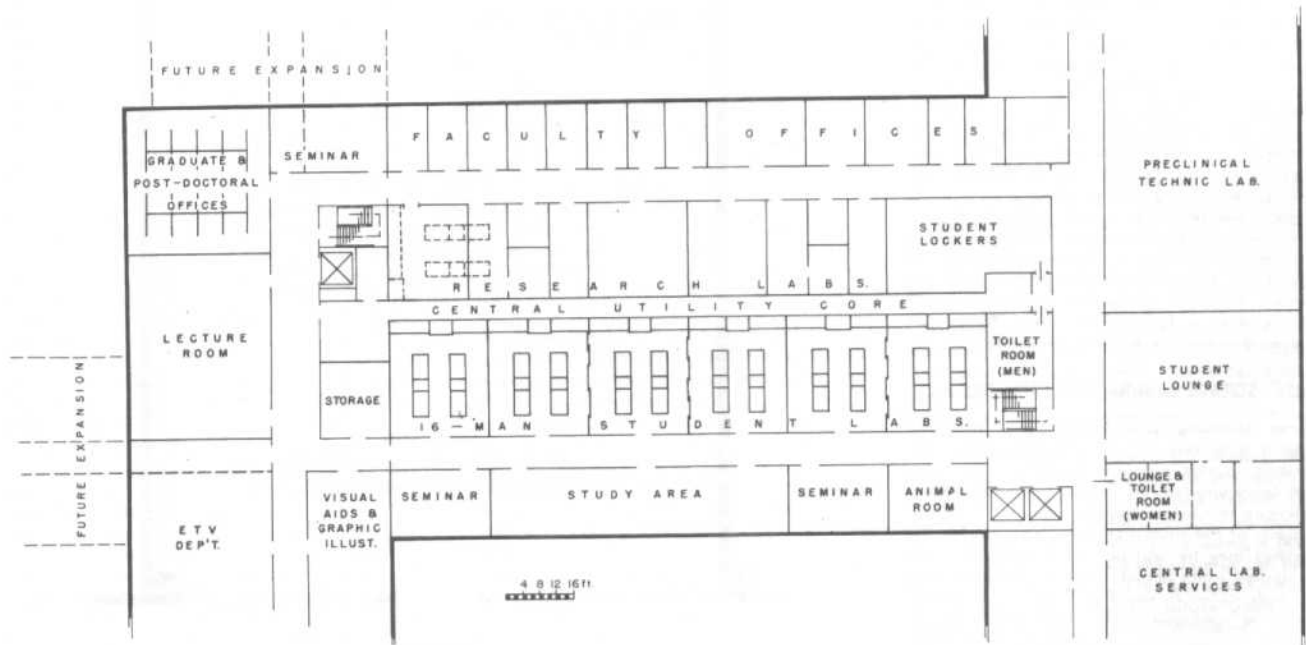 FUTURE EXPANSION
GRADUATE &
POST-DOCTORAL
OFFICES
SEMINAR
FACULTY OFFICES
PRECLINICAL
TECHNIC LAB.
STUDENT
LOCKERS
RESEARCH LABS.
CENTRAL UTILITY CORE
LECTURE
ROOM
TOILET
ROOM
(MEN)
STUDENT
LOUNGE
FUTURE EXPANSION
STORAGE
16-MAN STUDENT LABS.
ETV
DEP'T.
VISUAL
AIDS &
GRAPHIC
ILLUST.
SEMINAR
STUDY AREA
SEMINAR
ANIMAL
ROOM
LOUNGE &
TOILET
ROOM
(WOMEN)
CENTRAL LAB.
SERVICES
4 8 12 16 ft.